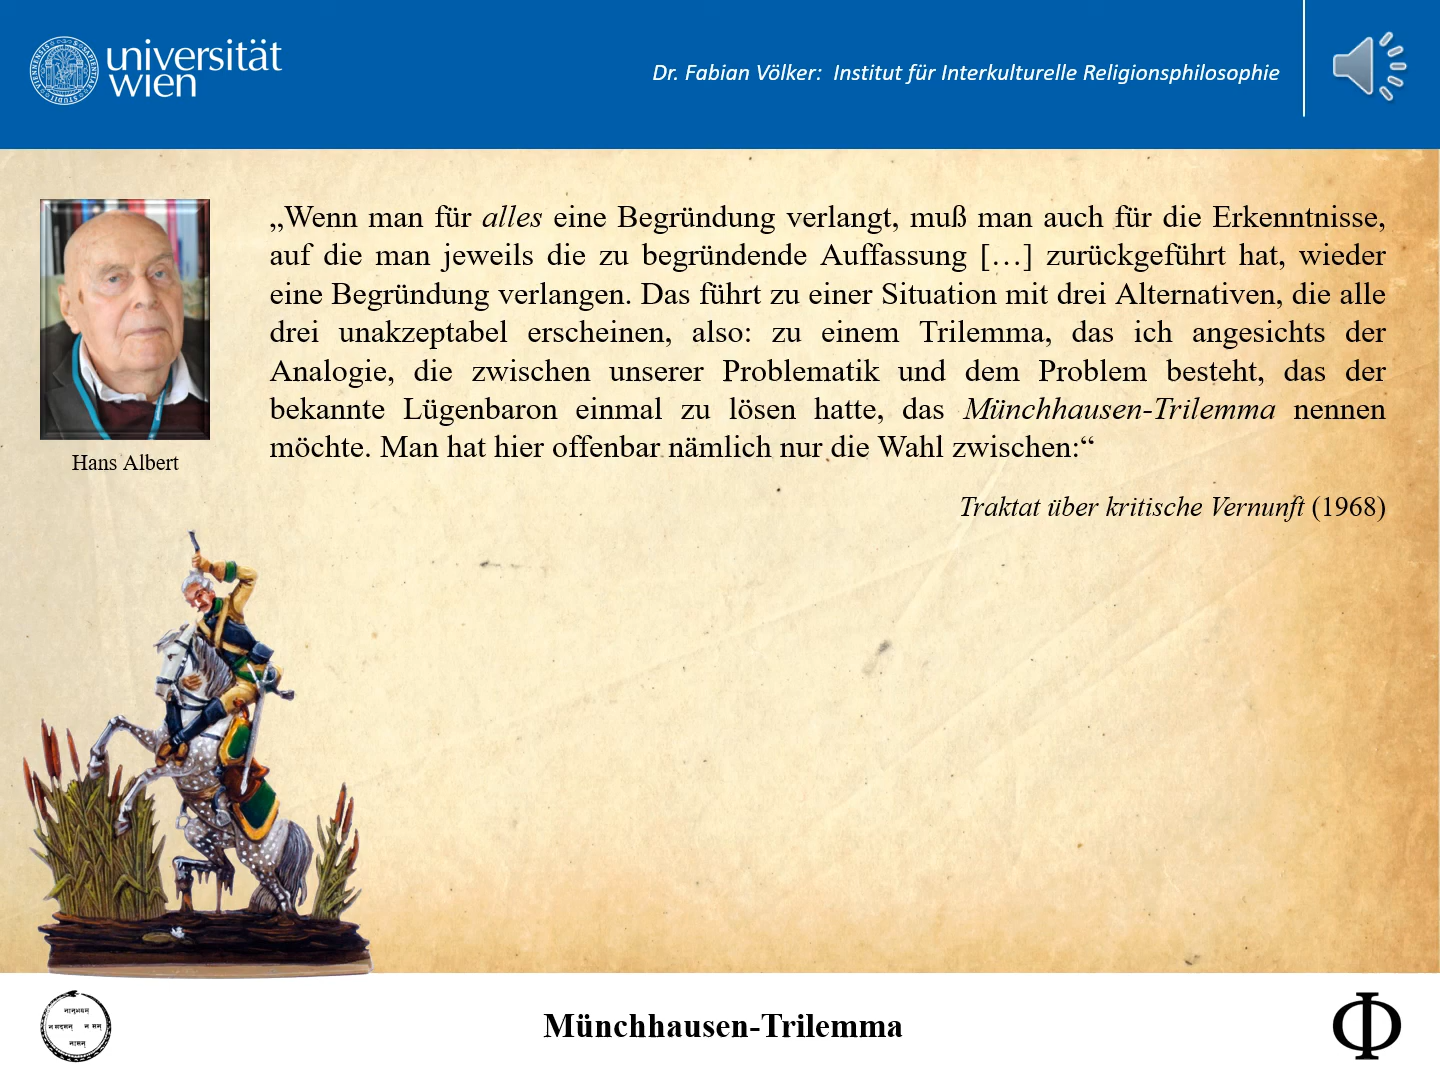 universität
wien
Dr. Fabian Völker:  Institut für Interkulturelle Religionsphilosophie
„Wenn man für alles eine Begründung verlangt, muß man auch für die Erkenntnisse,
auf die man jeweils die zu begründende Auffassung […] zurückgeführt hat, wieder
eine Begründung verlangen. Das führt zu einer Situation mit drei Alternativen, die alle
drei unakzeptabel erscheinen, also: zu einem Trilemma, das ich angesichts der
Analogie, die zwischen unserer Problematik und dem Problem besteht, das der
bekannte Lügenbaron einmal zu lösen hatte, das Münchhausen-Trilemma nennen
möchte. Man hat hier offenbar nämlich nur die Wahl zwischen:“
Hans Albert
Traktat über kritische Vernunft (1968)
Münchhausen-Trilemma
Φ